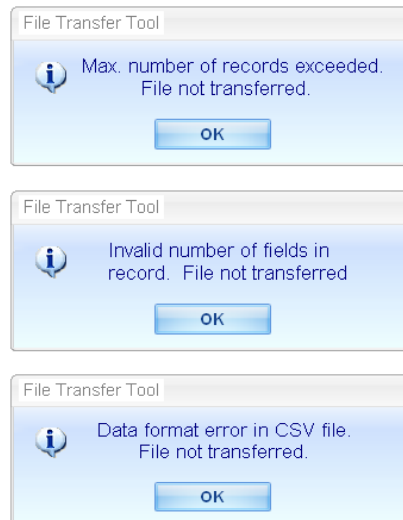 File Transfer Tool
Max. number of records exceeded.
File not transferred.
OK
File Transfer Tool
Invalid number of fields in
record. File not transferred
OK
File Transfer Tool
Data format error in CSV file.
File not transferred.
OK